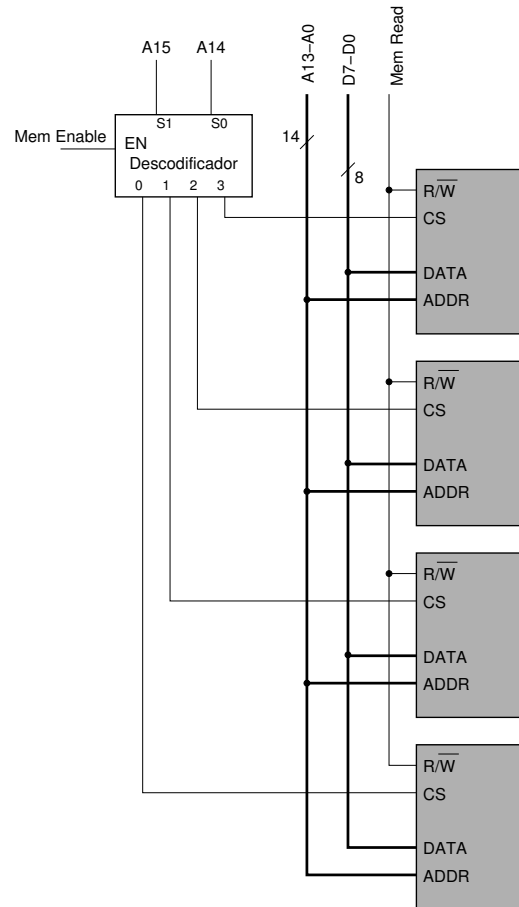 A15 A14
A13−A0
D7−D0
Mem Read
S1 S0
Mem Enable
EN
Descodificador
0 1 2 3
14
8
R/W
CS
DATA
ADDR
R/W
CS
DATA
ADDR
R/W
CS
DATA
ADDR
R/W
CS
DATA
ADDR